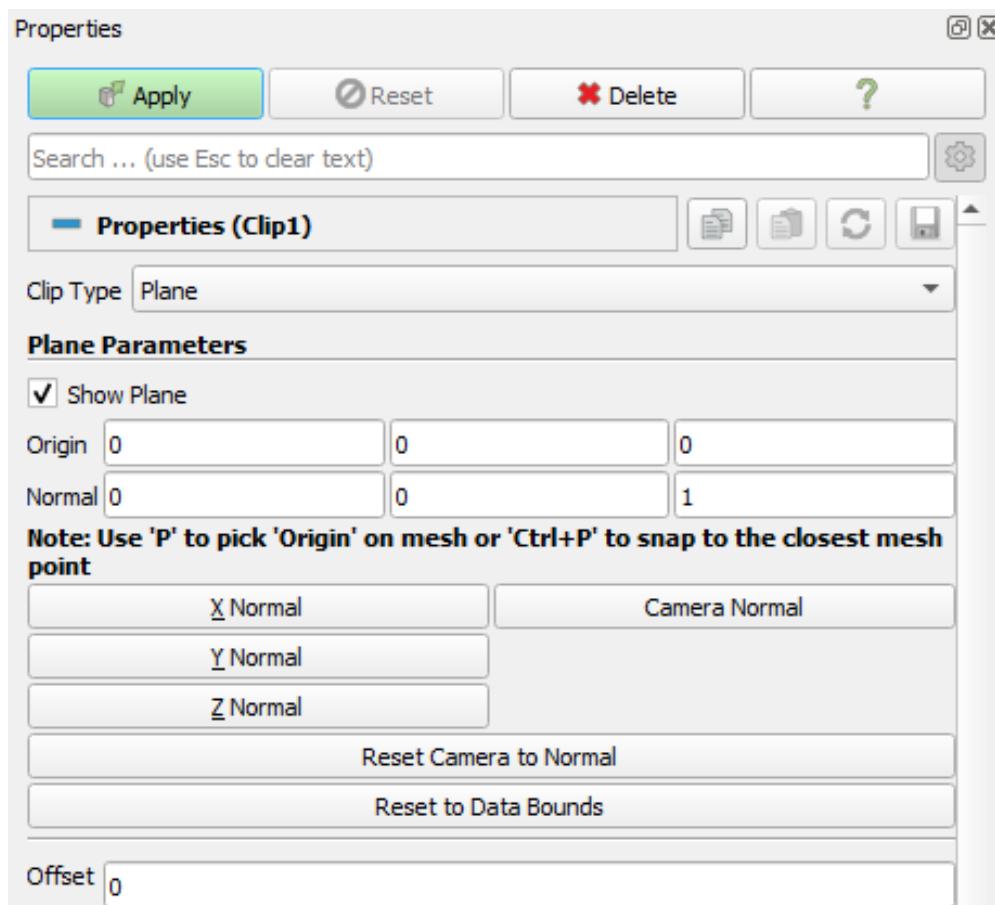 Properties
Apply Reset Delete ?
Search ... (use Esc to clear text)
Properties (Clip1)
Clip Type Plane
Plane Parameters
Show Plane
Origin 0 0 0
Normal 0 0 1
Note: Use 'P' to pick 'Origin' on mesh or 'Ctrl+P' to snap to the closest mesh
point
X Normal Camera Normal
Y Normal
Z Normal
Reset Camera to Normal
Reset to Data Bounds
Offset 0